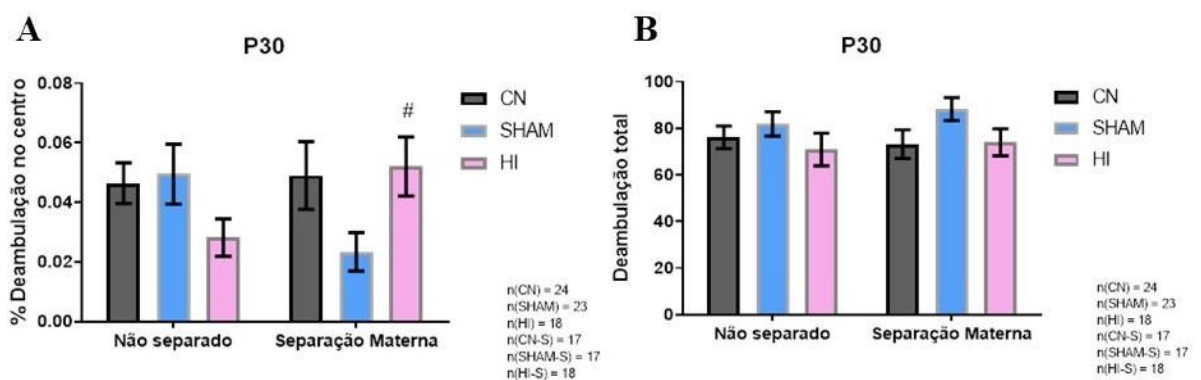 A
P30
% Deambulação no centro
0.08
0.06
0.04
0.02
0.00
#
CN
SHAM
HI
Não separado
Separação Materna
n(CN) = 24
n(SHAM) = 23
n(HI) = 18
n(CN-S) = 17
n(SHAM-S) = 17
n(HI-S) = 18
B
P30
Deambulação total
100
80
60
40
20
0
CN
SHAM
HI
Não separado
Separação Materna
n(CN) = 24
n(SHAM) = 23
n(HI) = 18
n(CN-S) = 17
n(SHAM-S) = 17
n(HI-S) = 18